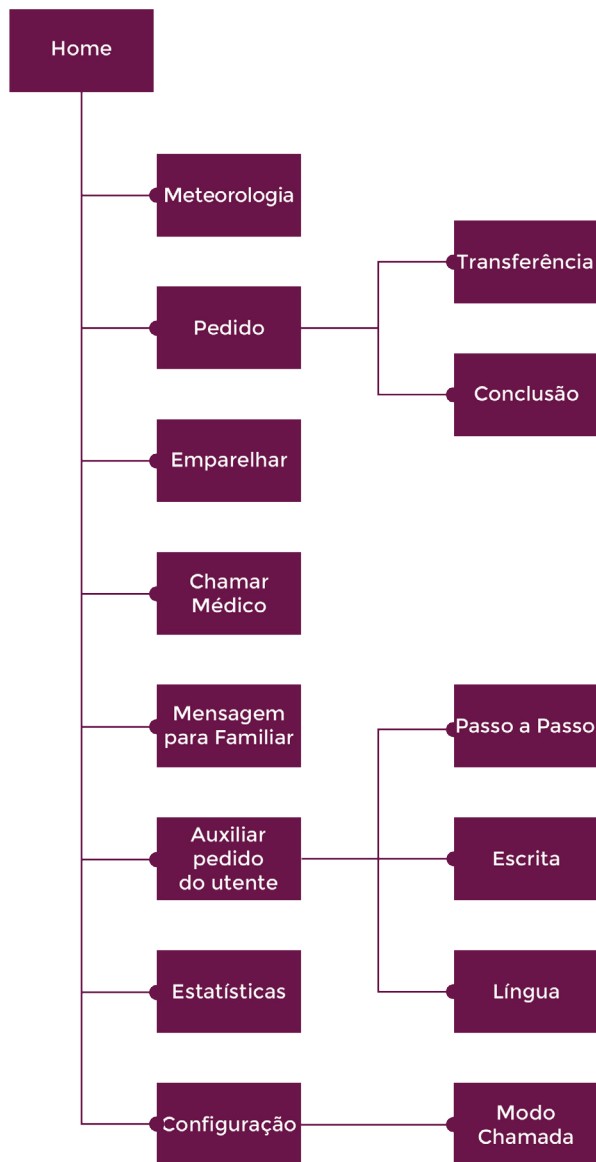 Home
Meteorologia
Transferência
Pedido
Conclusão
Emparelhar
Chamar
Médico
Mensagem
para Familiar
Passo a Passo
Auxiliar
pedido
do utente
Escrita
Estatísticas
Língua
Configuração
Modo
Chamada